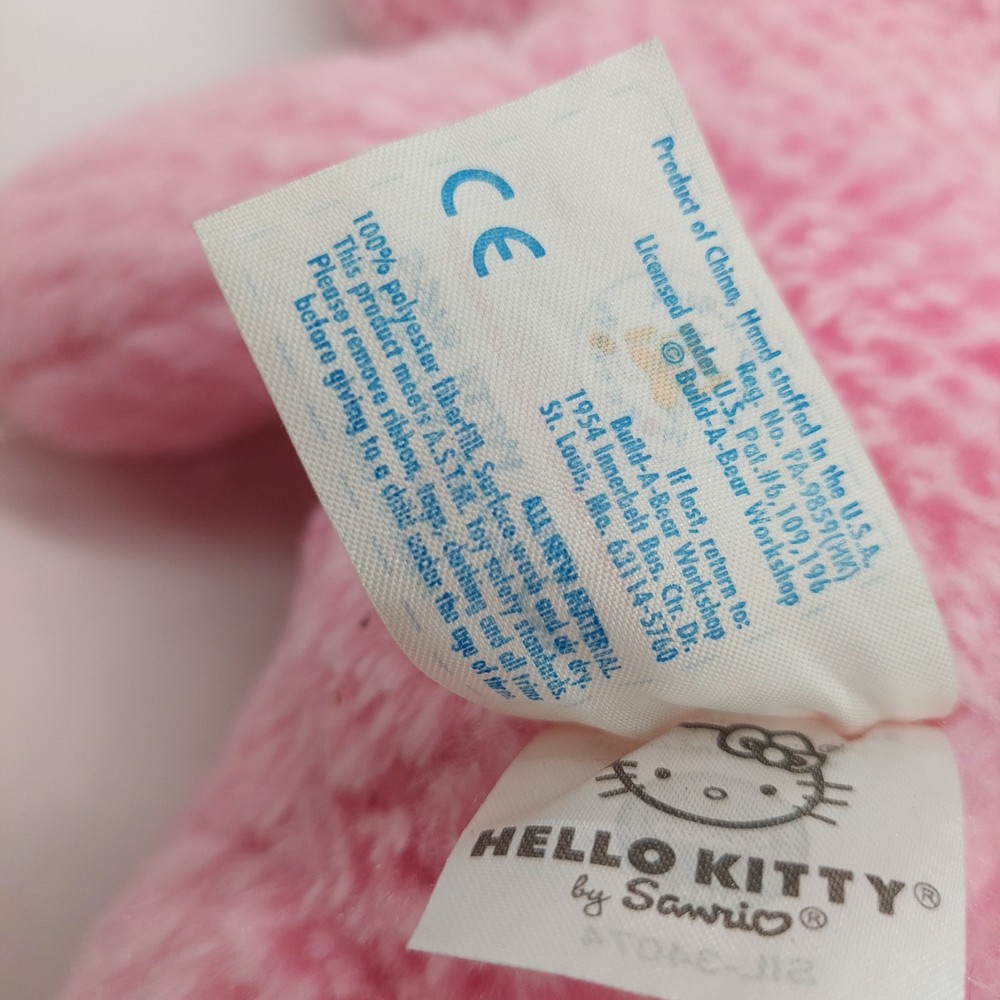 Product of China, Hand stuffed in the U.S.A.
Reg. No. PA-9859(HK)
Licensed under U.S. Pat.#6,109,196
© Build-A-Bear Workshop
If lost, return to:
Build-A-Bear Workshop
1954 Innerbelt Bus. Ctr. Dr.
St. Louis, Mo. 63114-5760
CE
ALL NEW MATERIAL
100% polyester fiberfill. Surface wash and air dry.
This product meets A.S.T.M. toy safety standards.
Please remove ribbon, tags, clothing and all trims
before giving to a child under the age of
HELLO KITTY®
by Sanrio®
SIL-34074